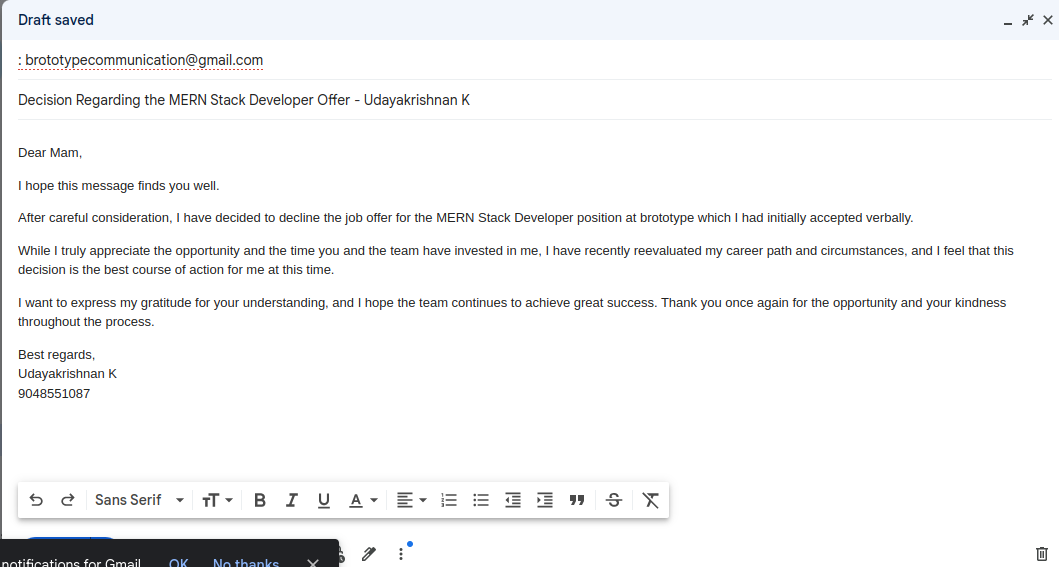 Draft saved
: brototypecommunication@gmail.com
Decision Regarding the MERN Stack Developer Offer - Udayakrishnan K
Dear Mam,
I hope this message finds you well.
After careful consideration, I have decided to decline the job offer for the MERN Stack Developer position at brototype which I had initially accepted verbally.
While I truly appreciate the opportunity and the time you and the team have invested in me, I have recently reevaluated my career path and circumstances, and I feel that this
decision is the best course of action for me at this time.
I want to express my gratitude for your understanding, and I hope the team continues to achieve great success. Thank you once again for the opportunity and your kindness
throughout the process.
Best regards,
Udayakrishnan K
9048551087
Sans Serif
notifications for Gmail OK No thanks